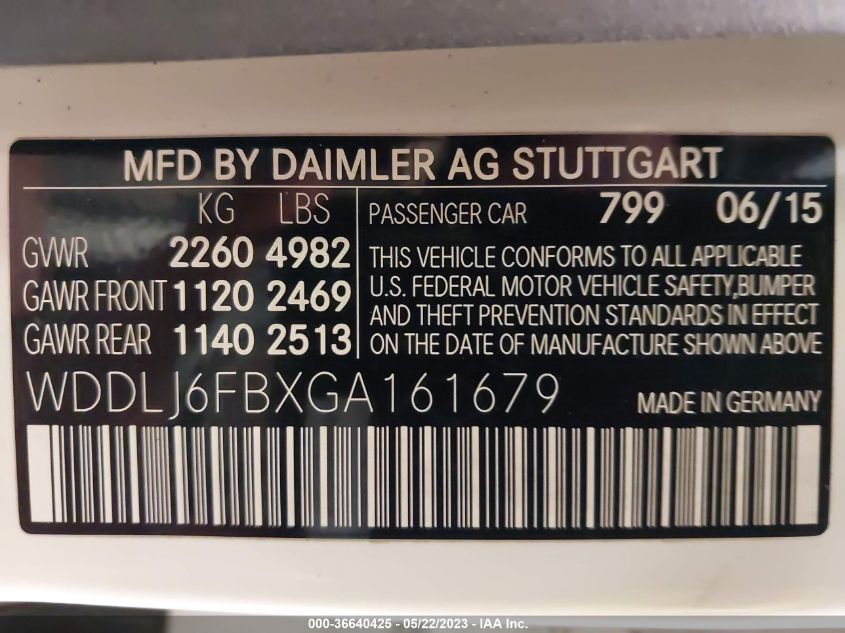 MFD BY DAIMLER AG STUTTGART
KG LBS
GVWR 2260 4982
GAWR FRONT 1120 2469
GAWR REAR 1140 2513
PASSENGER CAR 799 06/15
THIS VEHICLE CONFORMS TO ALL APPLICABLE
U.S. FEDERAL MOTOR VEHICLE SAFETY,BUMPER
AND THEFT PREVENTION STANDARDS IN EFFECT
ON THE DATE OF MANUFACTURE SHOWN ABOVE
WDDLJ6FBXGA161679 MADE IN GERMANY
000-36640425 - 05/22/2023 - IAA Inc.